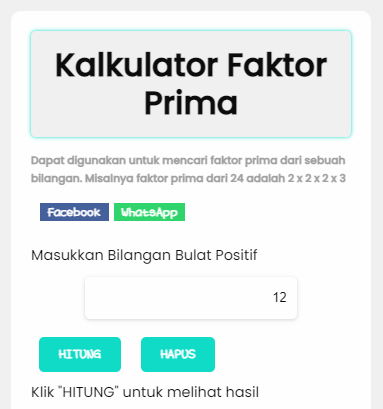 Kalkulator Faktor
Prima
Dapat digunakan untuk mencari faktor prima dari sebuah
bilangan. Misalnya faktor prima dari 24 adalah 2 x 2 x 2 x 3
Facebook WhatsApp
Masukkan Bilangan Bulat Positif
12
HITUNG HAPUS
Klik "HITUNG" untuk melihat hasil